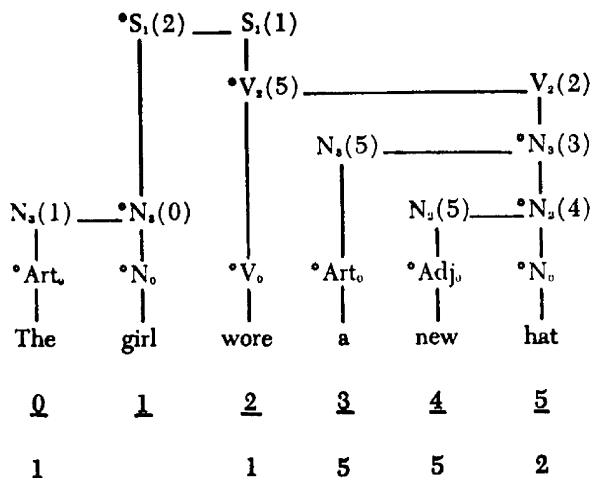 •S₁(2) S₁(1)
•V₂(5) V₂(2)
N₃(5) °N₃(3)
N₃(1) •N₃(0) N₂(5) °N₂(4)
°Art₀ °N₀ °V₀ °Art₀ °Adj₀ °N₀
The girl wore a new hat
0 1 2 3 4 5
1 1 5 5 2